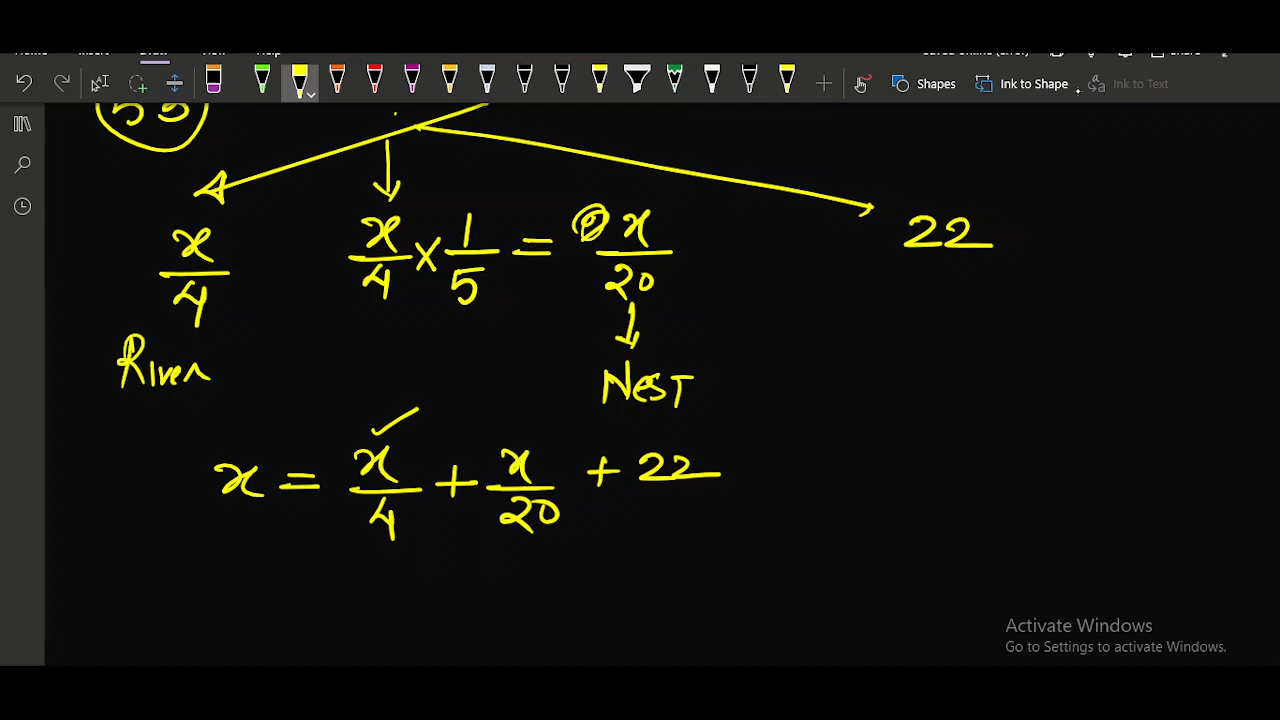 Shapes Ink to Shape Ink to Text
x/4 x/4 × 1/5 = x/20 22
River NEST
x = x/4 + x/20 + 22
Activate Windows
Go to Settings to activate Windows.